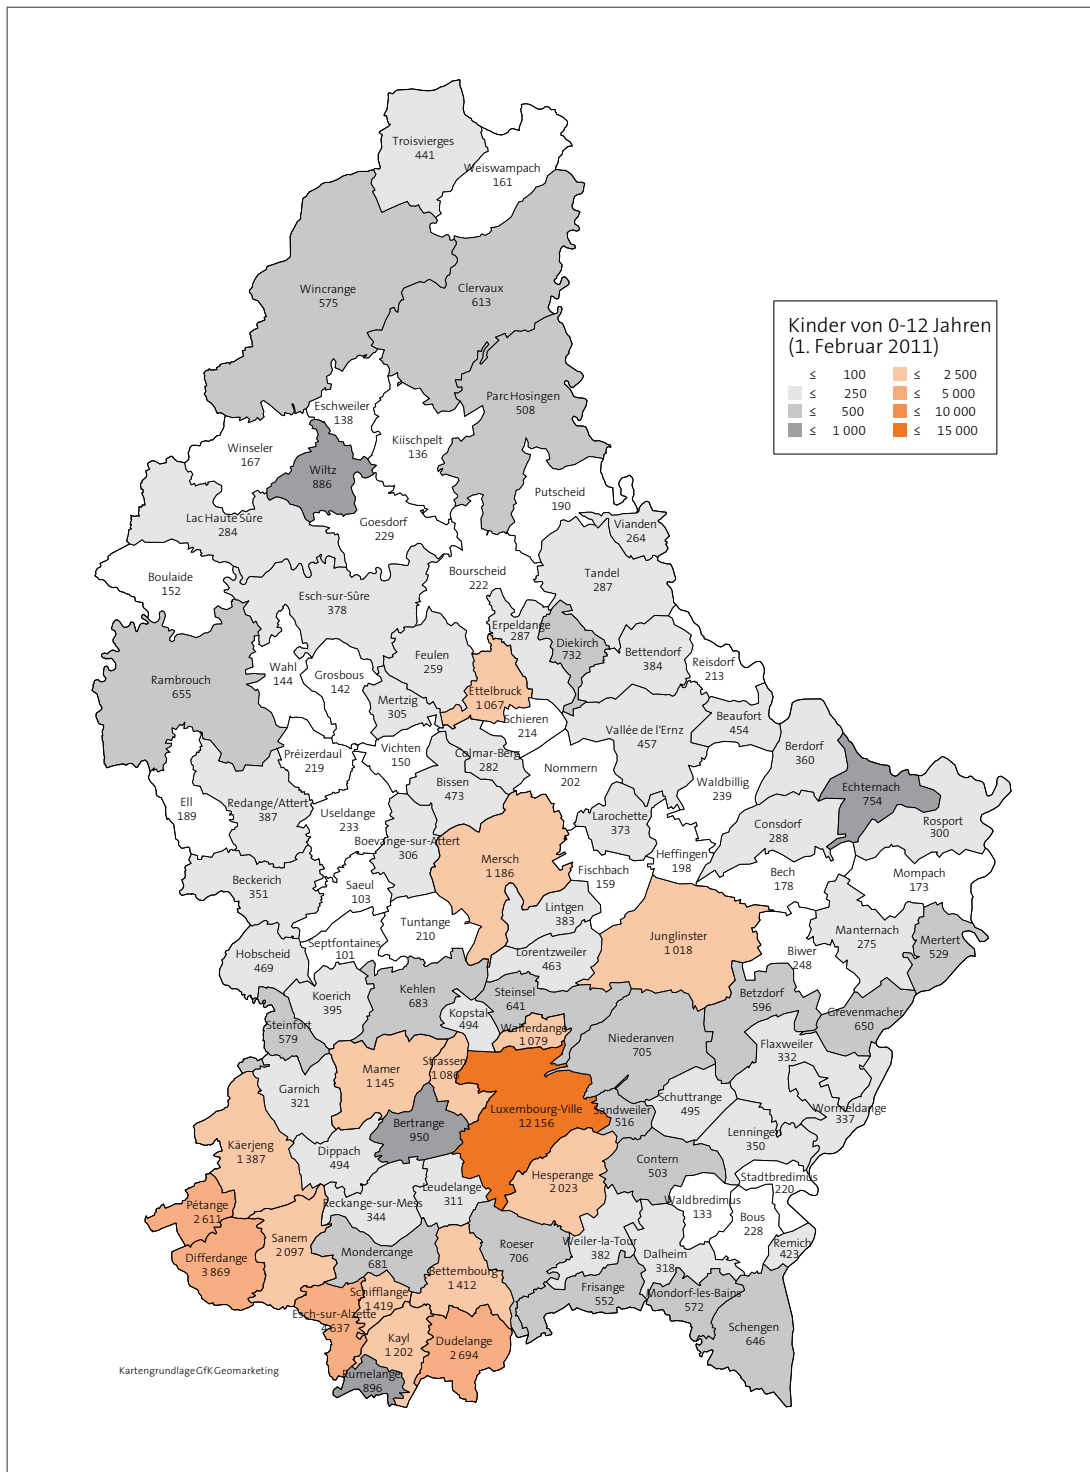 Troisvierges
441
Weiswampach
161
Wincrange
575
Clervaux
613
Kinder von 0-12 Jahren
(1. Februar 2011)
≤ 100
≤ 250
≤ 500
≤ 1 000
≤ 2 500
≤ 5 000
≤ 10 000
≤ 15 000
Parc Hosingen
508
Eschweiler
138
Kiischpelt
136
Winseler
167
Wiltz
886
Putscheid
190
Lac Haute Sûre
284
Goesdorf
229
Vianden
264
Boulaide
152
Bourscheid
222
Tandel
287
Esch-sur-Sûre
378
Erpeldange
287
Diekirch
732
Bettendorf
384
Reisdorf
213
Rambrouch
655
Wahl
144
Grosbous
142
Feulen
259
Ettelbruck
1 067
Mertzig
305
Schieren
214
Vallée de l'Ernz
457
Beaufort
454
Berdorf
360
Préizerdaul
219
Vichten
150
Colmar-Berg
282
Bissen
473
Nommern
202
Waldbillig
239
Echternach
754
Rosport
300
Ell
189
Redange/Attert
387
Useldange
233
Boevange-sur-Attert
306
Larochette
373
Consdorf
288
Mersch
1 186
Heffingen
198
Fischbach
159
Bech
178
Mompach
173
Beckerich
351
Saeul
103
Lintgen
383
Tuntange
210
Junglinster
1 018
Manternach
275
Mertert
529
Hobscheid
469
Septfontaines
101
Lorentzweiler
463
Biwer
248
Koerich
395
Kehlen
683
Steinsel
641
Betzdorf
596
Grevenmacher
650
Steinfort
579
Kopstal
494
Walferdange
1 079
Niederanven
705
Flaxweiler
332
Mamer
1 145
Strassen
1 086
Garnich
321
Luxembourg-Ville
12 156
Sandweiler
516
Schuttrange
495
Wormeldange
337
Bertrange
950
Lenningen
350
Käerjeng
1 387
Dippach
494
Hesperange
2 023
Contern
503
Stadtbredimus
220
Leudelange
311
Reckange-sur-Mess
344
Waldbredimus
133
Bous
228
Pétange
2 611
Sanem
2 097
Mondercange
681
Roeser
706
Weiler-la-Tour
382
Dalheim
318
Remich
423
Differdange
3 869
Bettembourg
1 412
Schifflange
1 419
Frisange
552
Mondorf-les-Bains
572
Esch-sur-Alzette
4 637
Schengen
646
Kayl
1 202
Dudelange
2 694
Rumelange
896
Kartengrundlage GfK Geomarketing